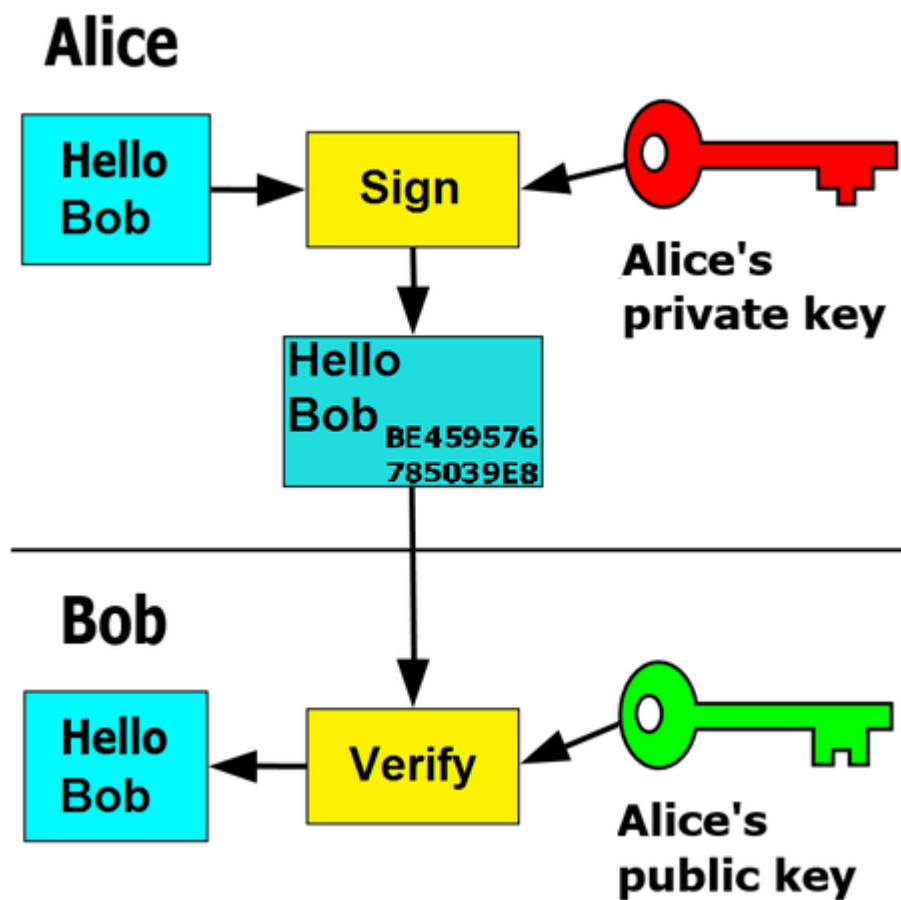 Alice
Hello
Bob
Sign
Alice's
private key
Hello
Bob
BE459576
785039E8
Bob
Hello
Bob
Verify
Alice's
public key